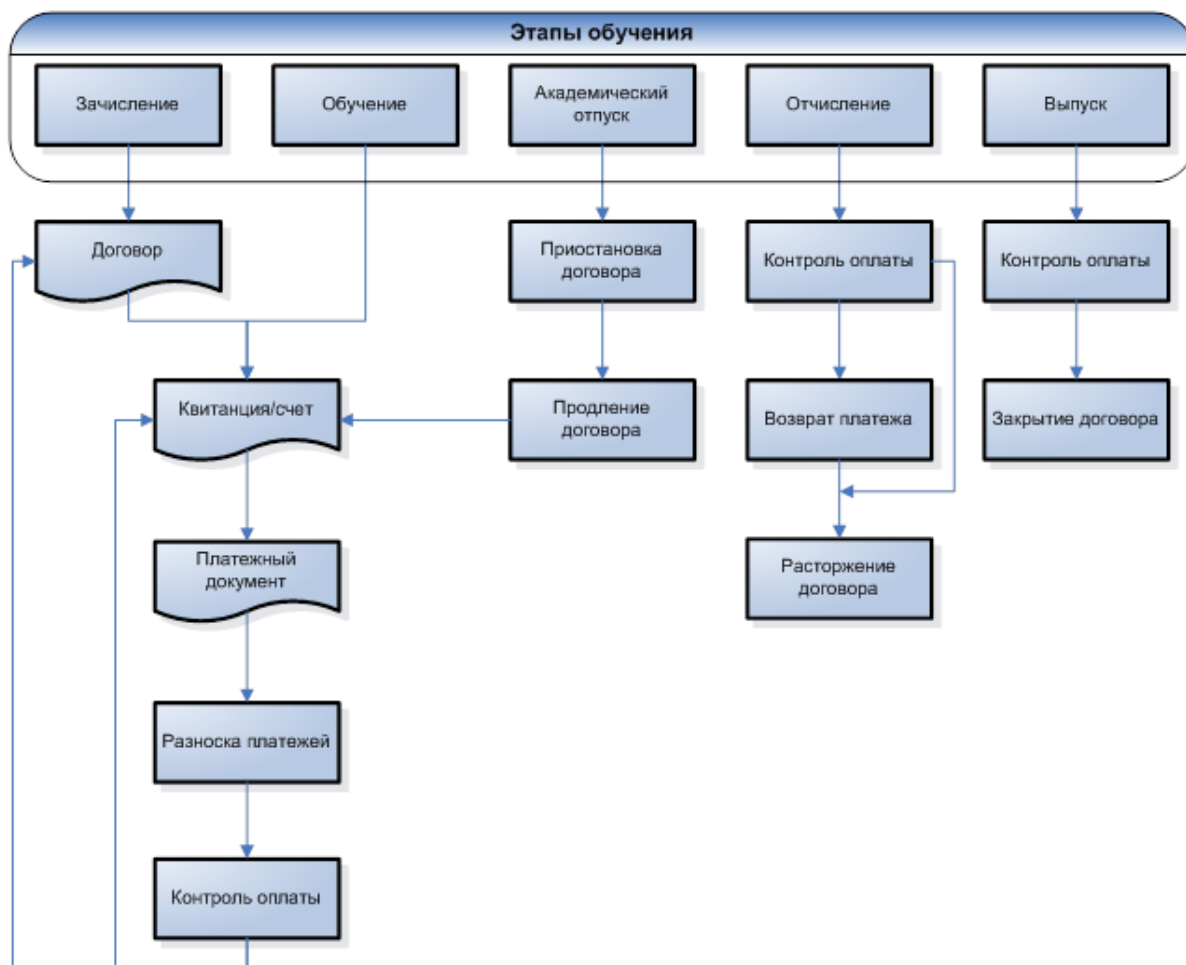 Этапы обучения
Зачисление
Обучение
Академический
отпуск
Отчисление
Выпуск
Договор
Приостановка
договора
Контроль оплаты
Контроль оплаты
Квитанция/счет
Продление
договора
Возврат платежа
Закрытие договора
Платежный
документ
Расторжение
договора
Разноска платежей
Контроль оплаты